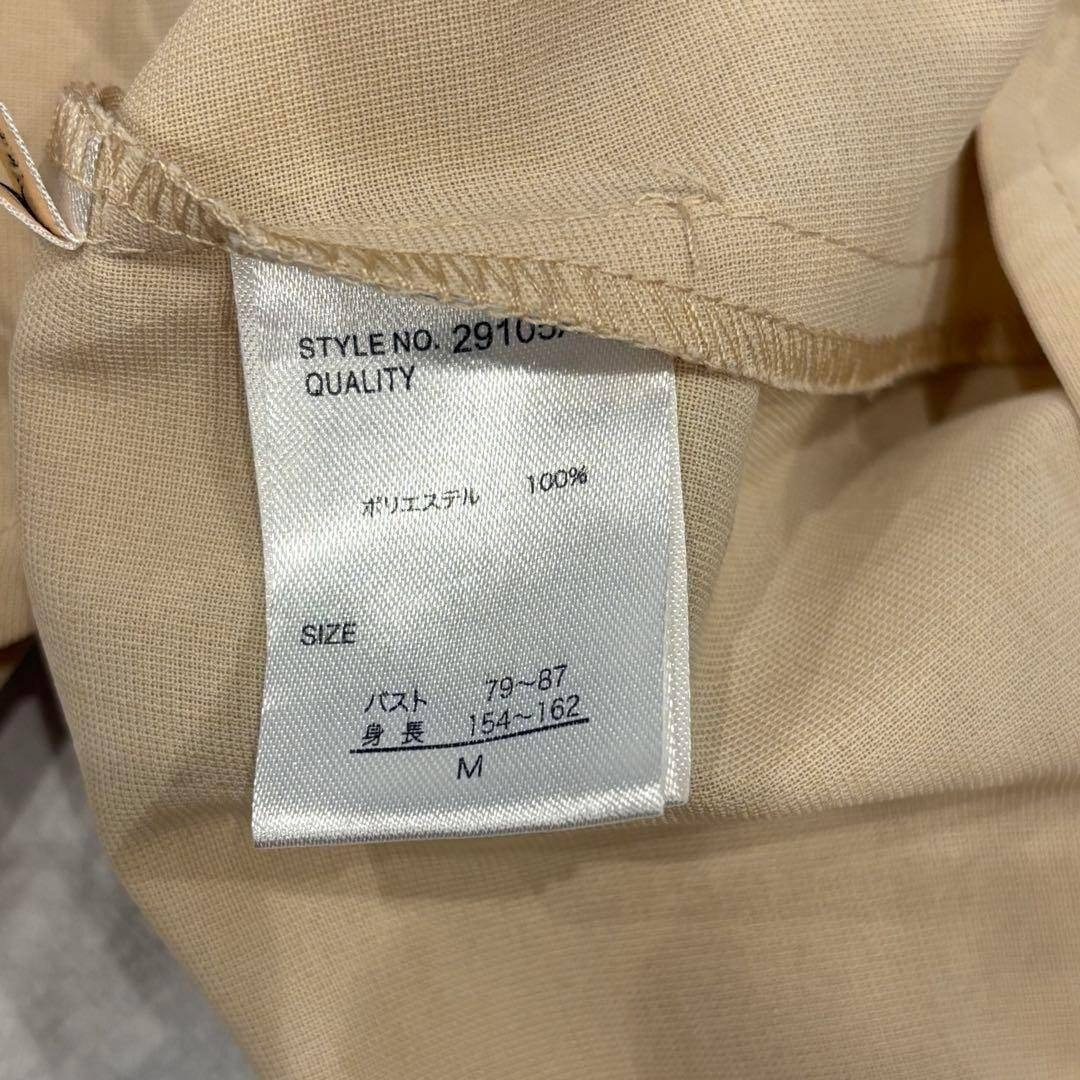 STYLE NO. 29105
QUALITY
ポリエステル 100%
SIZE
バスト 79~87
身長 154~162
M